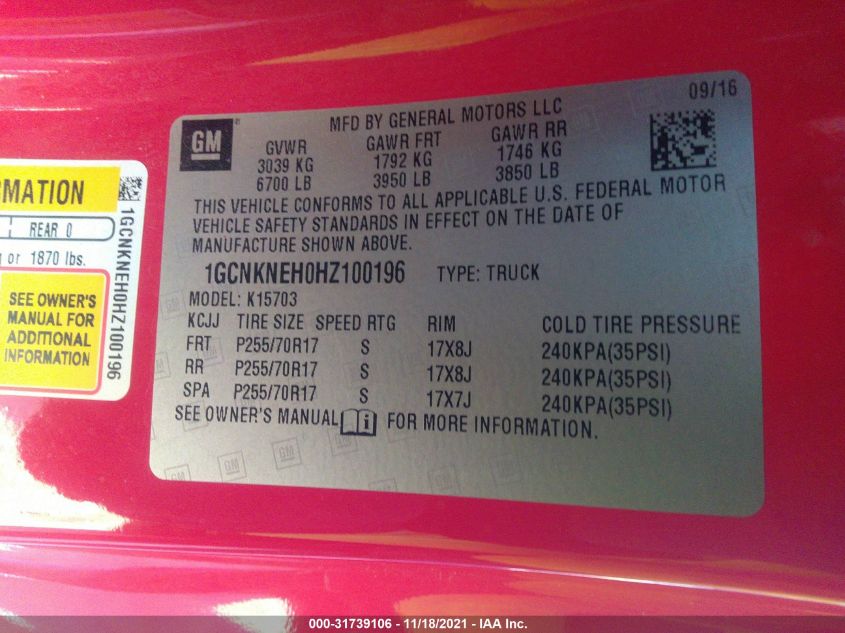 09/16
MFD BY GENERAL MOTORS LLC
GM
GVWR GAWR FRT GAWR RR
3039 KG 1792 KG 1746 KG
6700 LB 3950 LB 3850 LB
THIS VEHICLE CONFORMS TO ALL APPLICABLE U.S. FEDERAL MOTOR
VEHICLE SAFETY STANDARDS IN EFFECT ON THE DATE OF
MANUFACTURE SHOWN ABOVE.
1GCNKNEH0HZ100196 TYPE: TRUCK
MODEL: K15703
KCJJ TIRE SIZE SPEED RTG RIM COLD TIRE PRESSURE
FRT P255/70R17 S 17X8J 240KPA(35PSI)
RR P255/70R17 S 17X8J 240KPA(35PSI)
SPA P255/70R17 S 17X7J 240KPA(35PSI)
SEE OWNER'S MANUAL i FOR MORE INFORMATION.
RMATION
REAR 0
or 1870 lbs.
SEE OWNER'S
MANUAL FOR
ADDITIONAL
INFORMATION
1GCNKNEH0HZ100196
000-31739106 - 11/18/2021 - IAA Inc.